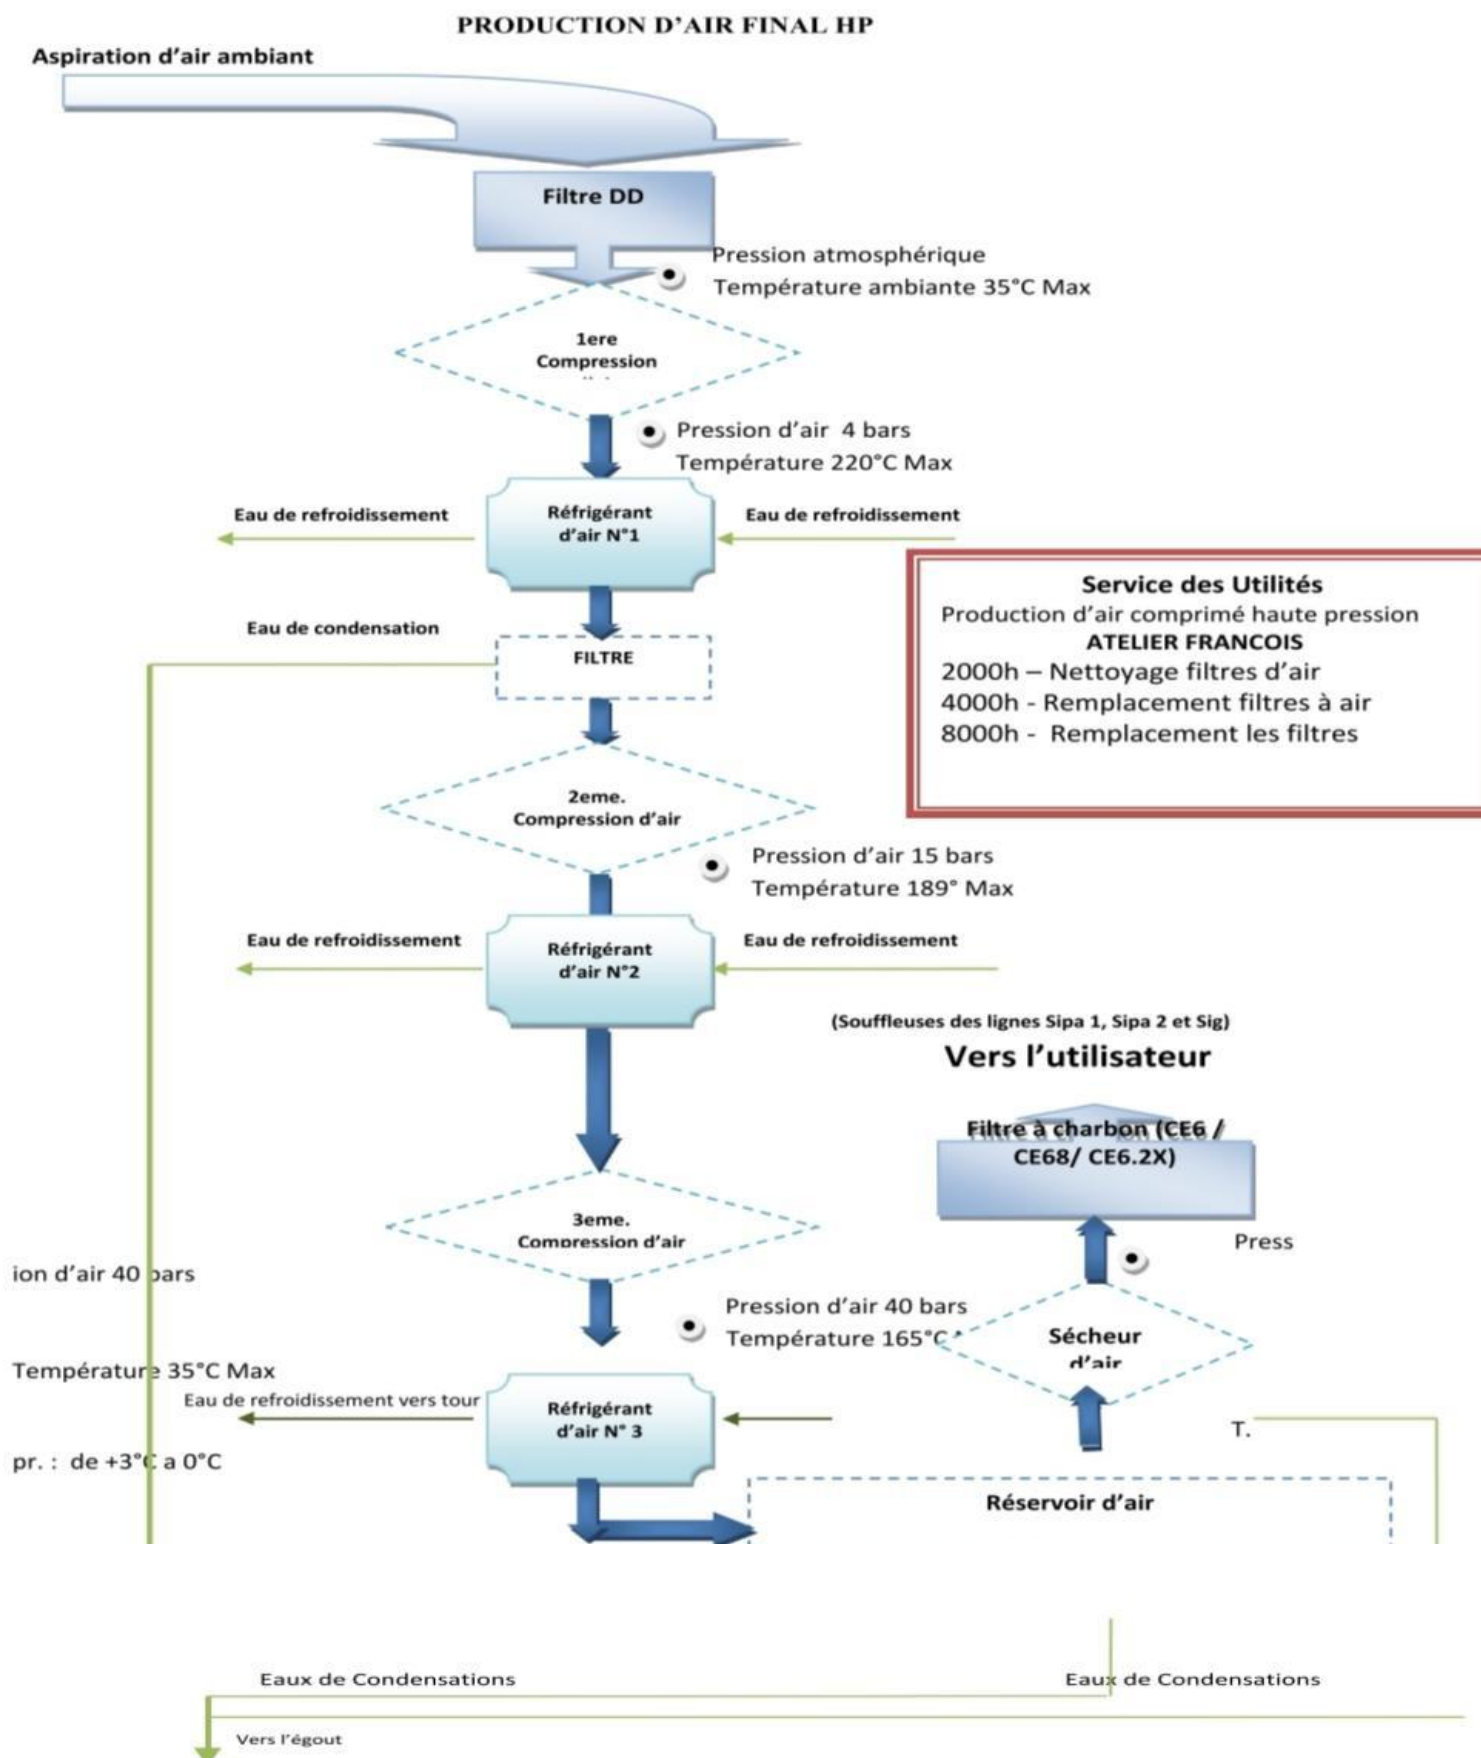 PRODUCTION D’AIR FINAL HP
Aspiration d’air ambiant
Filtre DD
Pression atmosphérique
Température ambiante 35°C Max
1ere
Compression
Pression d’air 4 bars
Température 220°C Max
Eau de refroidissement
Réfrigérant
d’air N°1
Eau de refroidissement
Service des Utilités
Production d’air comprimé haute pression
ATELIER FRANCOIS
2000h – Nettoyage filtres d’air
4000h - Remplacement filtres à air
8000h - Remplacement les filtres
Eau de condensation
FILTRE
2eme.
Compression d’air
Pression d’air 15 bars
Température 189° Max
Eau de refroidissement
Réfrigérant
d’air N°2
Eau de refroidissement
(Souffleuses des lignes Sipa 1, Sipa 2 et Sig)
Vers l’utilisateur
Filtre à charbon (CE6 /
CE68/ CE6.2X)
3eme.
Compression d’air
Press
ion d’air 40 bars
Pression d’air 40 bars
Température 165°C
Sécheur
d’air
Température 35°C Max
Eau de refroidissement vers tour
Réfrigérant
d’air N° 3
T.
pr. : de +3°C a 0°C
Réservoir d’air
Eaux de Condensations
Eaux de Condensations
Vers l’égout